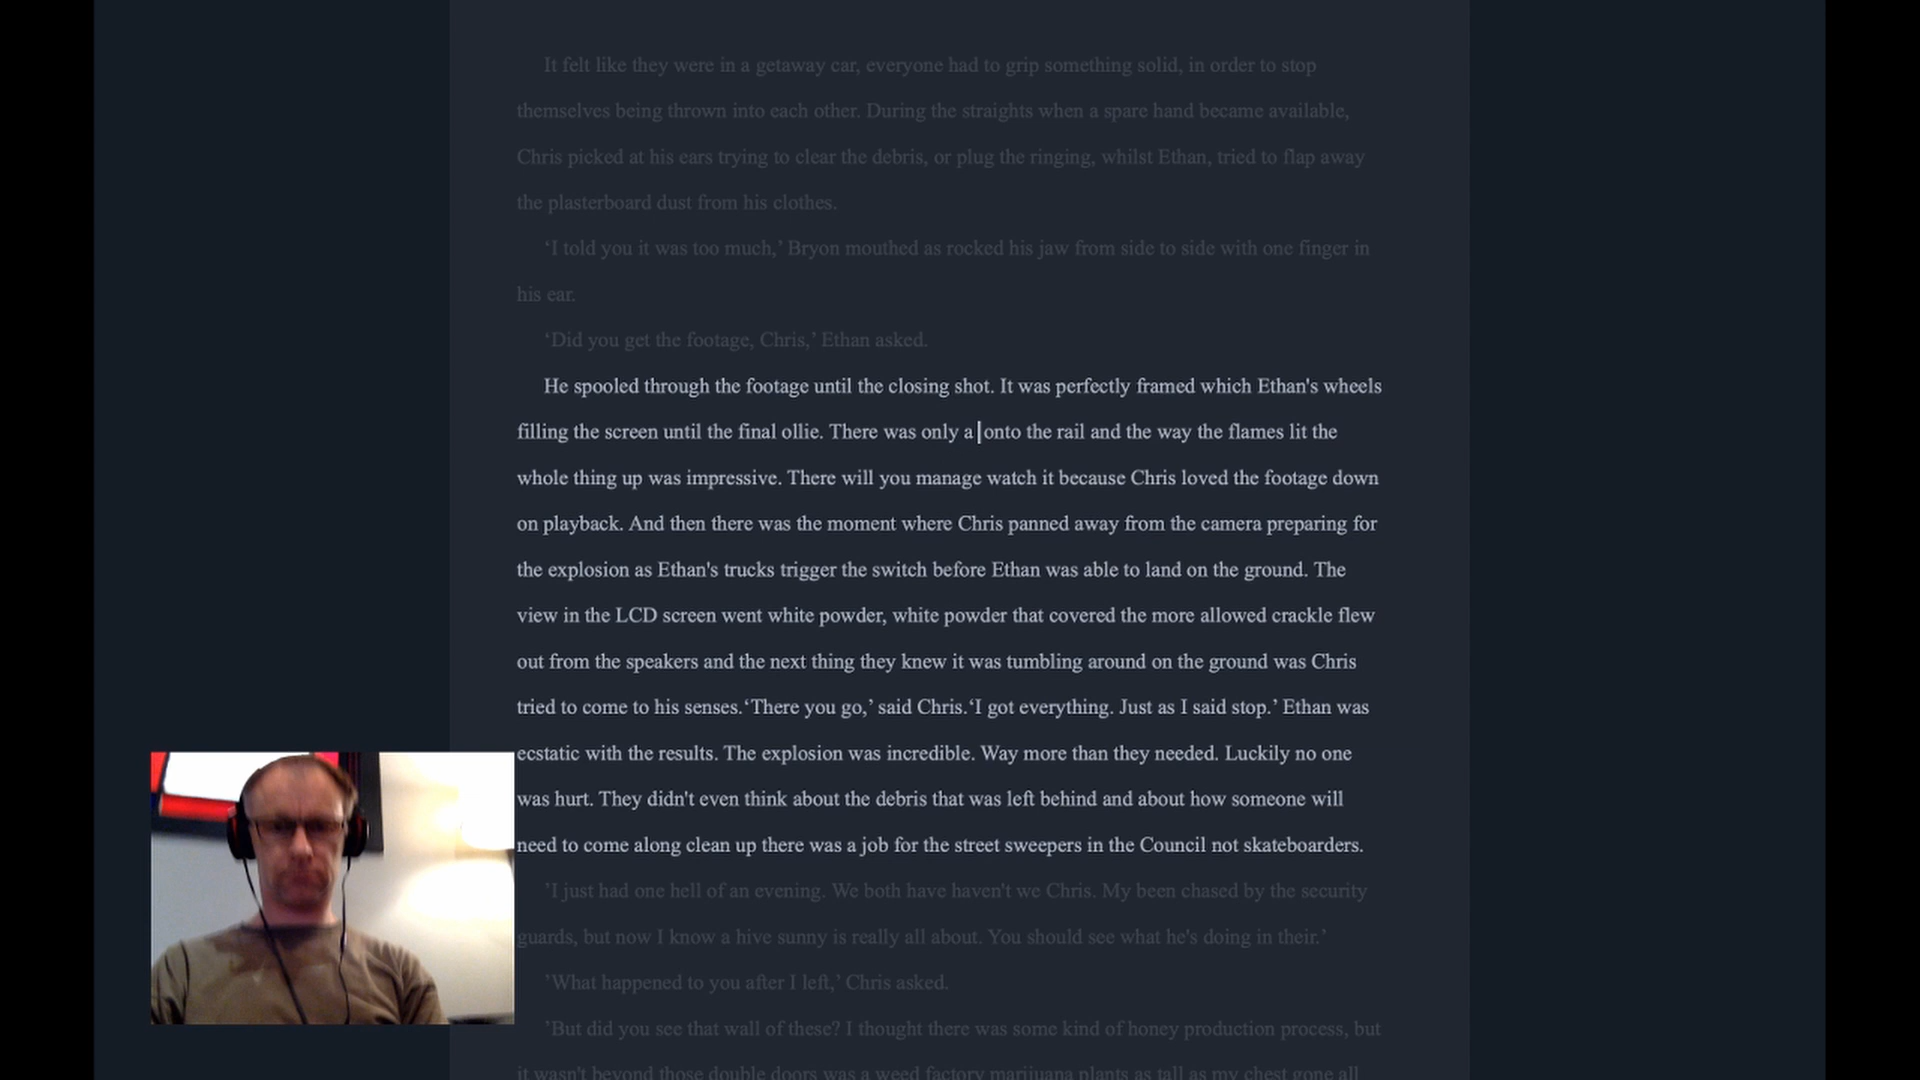 It felt like they were in a getaway car, everyone had to grip something solid, in order to stop
themselves being thrown into each other. During the straights when a spare hand became available,
Chris picked at his ears trying to clear the debris, or plug the ringing, whilst Ethan, tried to flap away
the plasterboard dust from his clothes.
‘I told you it was too much,’ Bryon mouthed as rocked his jaw from side to side with one finger in
his ear.
‘Did you get the footage, Chris,’ Ethan asked.
He spooled through the footage until the closing shot. It was perfectly framed which Ethan's wheels
filling the screen until the final ollie. There was only a onto the rail and the way the flames lit the
whole thing up was impressive. There will you manage watch it because Chris loved the footage down
on playback. And then there was the moment where Chris panned away from the camera preparing for
the explosion as Ethan's trucks trigger the switch before Ethan was able to land on the ground. The
view in the LCD screen went white powder, white powder that covered the more allowed crackle flew
out from the speakers and the next thing they knew it was tumbling around on the ground was Chris
tried to come to his senses.‘There you go,’ said Chris.‘I got everything. Just as I said stop.’ Ethan was
ecstatic with the results. The explosion was incredible. Way more than they needed. Luckily no one
was hurt. They didn't even think about the debris that was left behind and about how someone will
need to come along clean up there was a job for the street sweepers in the Council not skateboarders.
’I just had one hell of an evening. We both have haven't we Chris. My been chased by the security
guards, but now I know a hive sunny is really all about. You should see what he's doing in their.’
’What happened to you after I left,’ Chris asked.
’But did you see that wall of these? I thought there was some kind of honey production process, but
it wasn't beyond those double doors was a weed factory marijuana plants as tall as my chest gone all